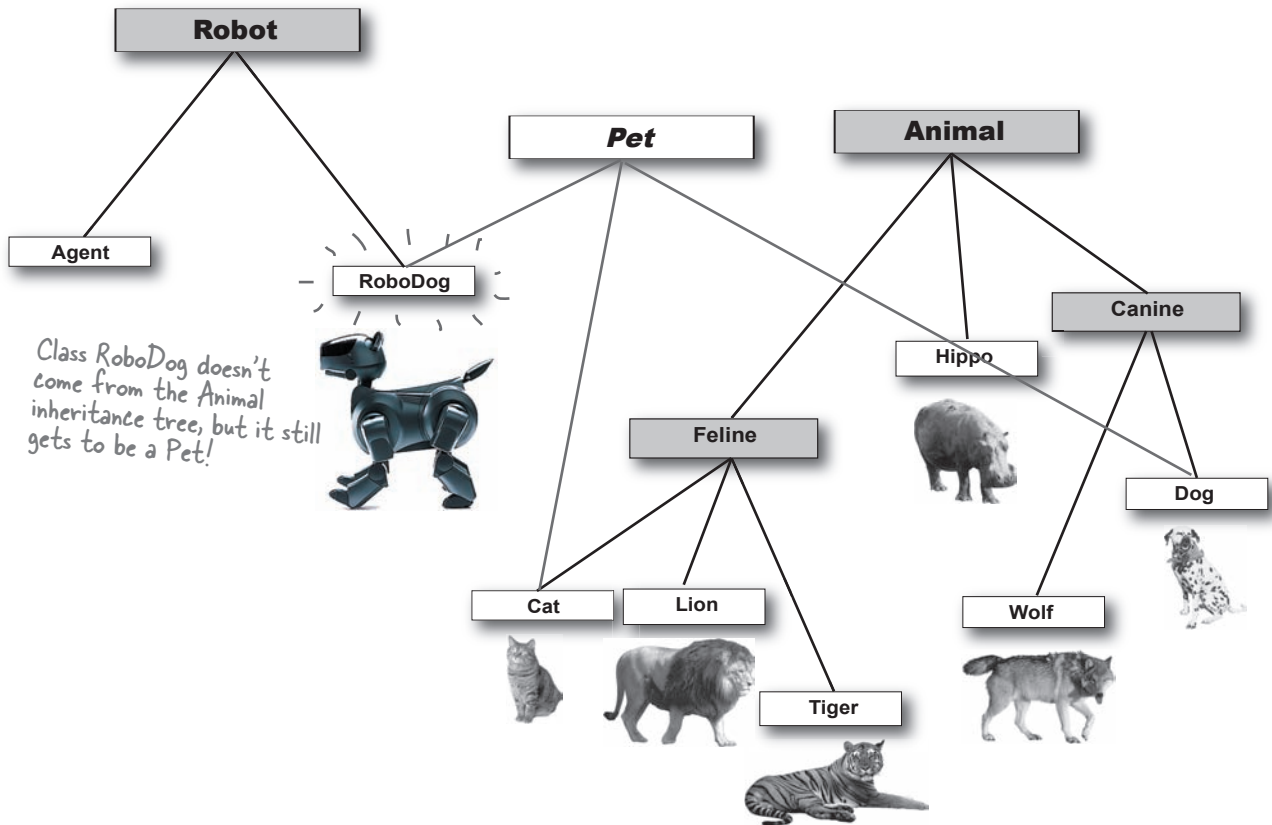 Robot
Pet
Animal
Agent
RoboDog
Canine
Hippo
Class RoboDog doesn't
come from the Animal
inheritance tree, but it still
gets to be a Pet!
Feline
Dog
Cat
Lion
Wolf
Tiger